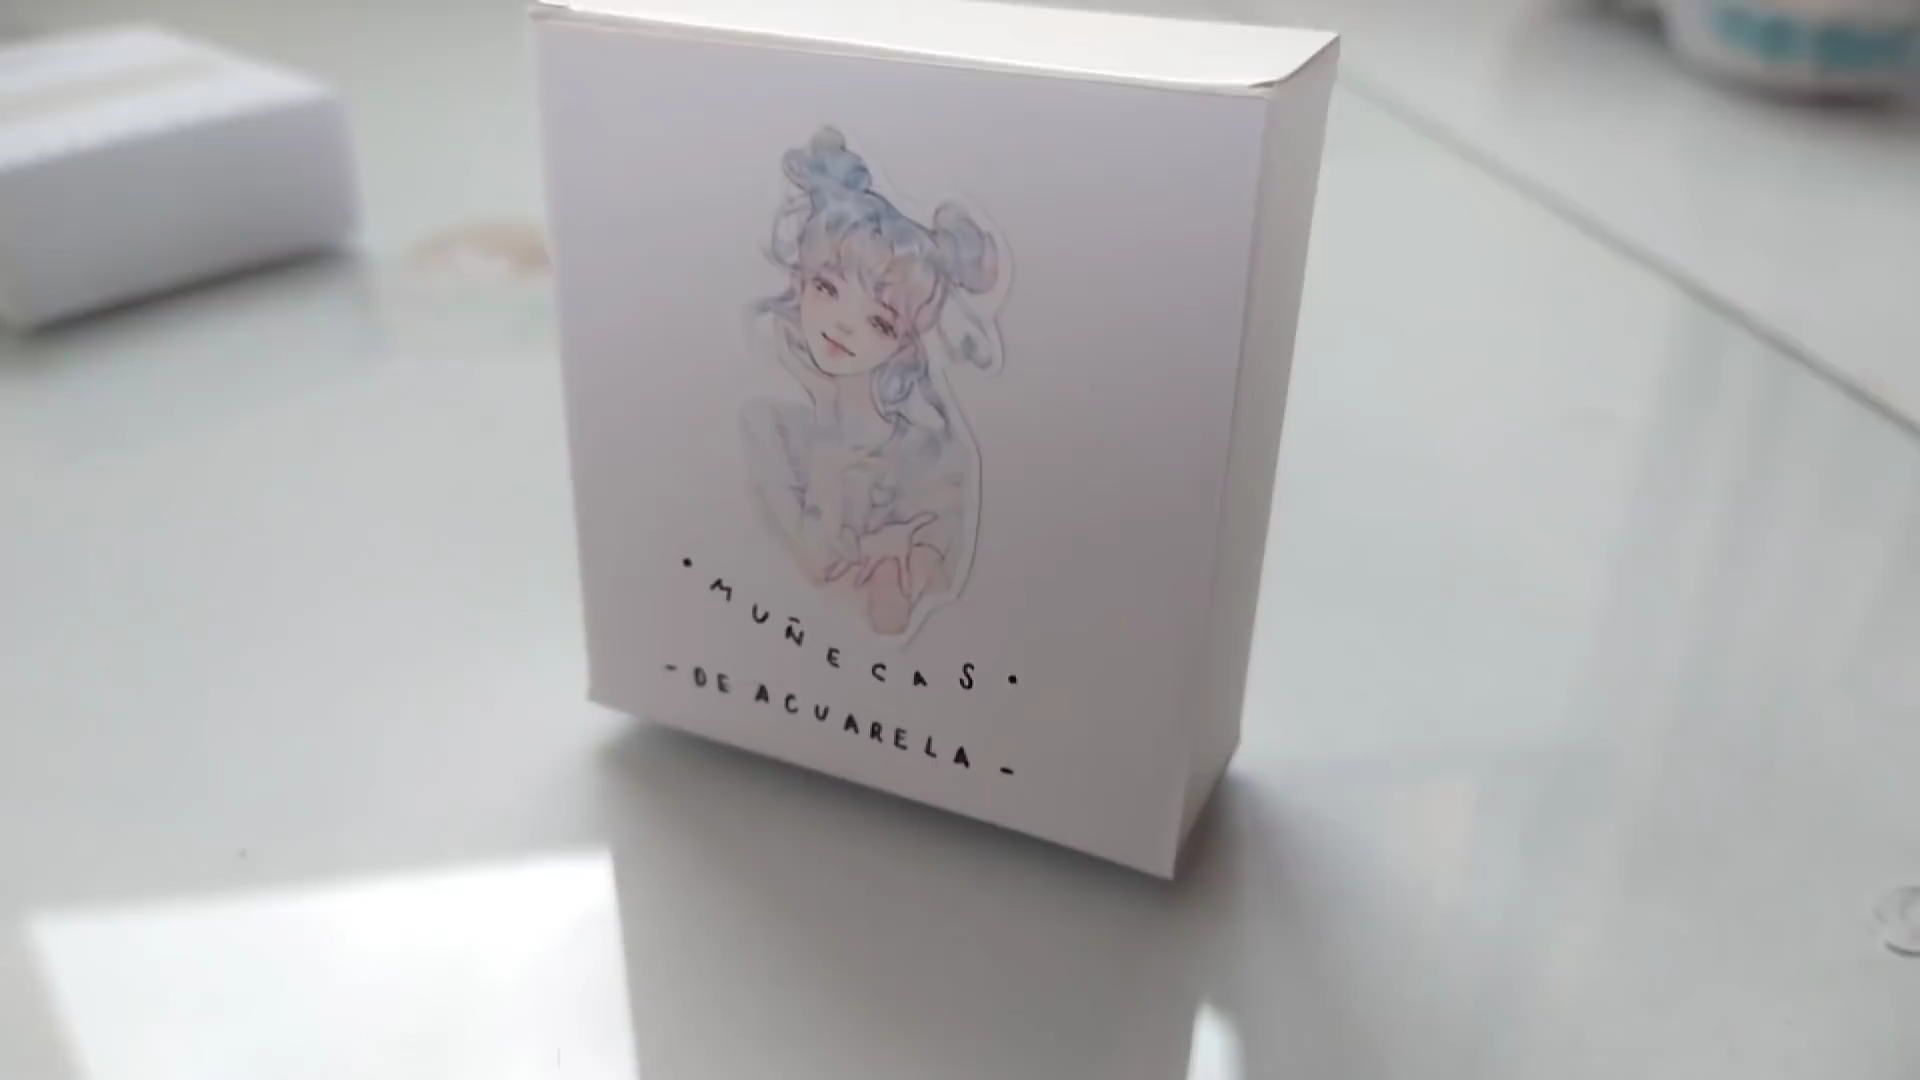 • MUÑECAS •
- DE ACUARELA -